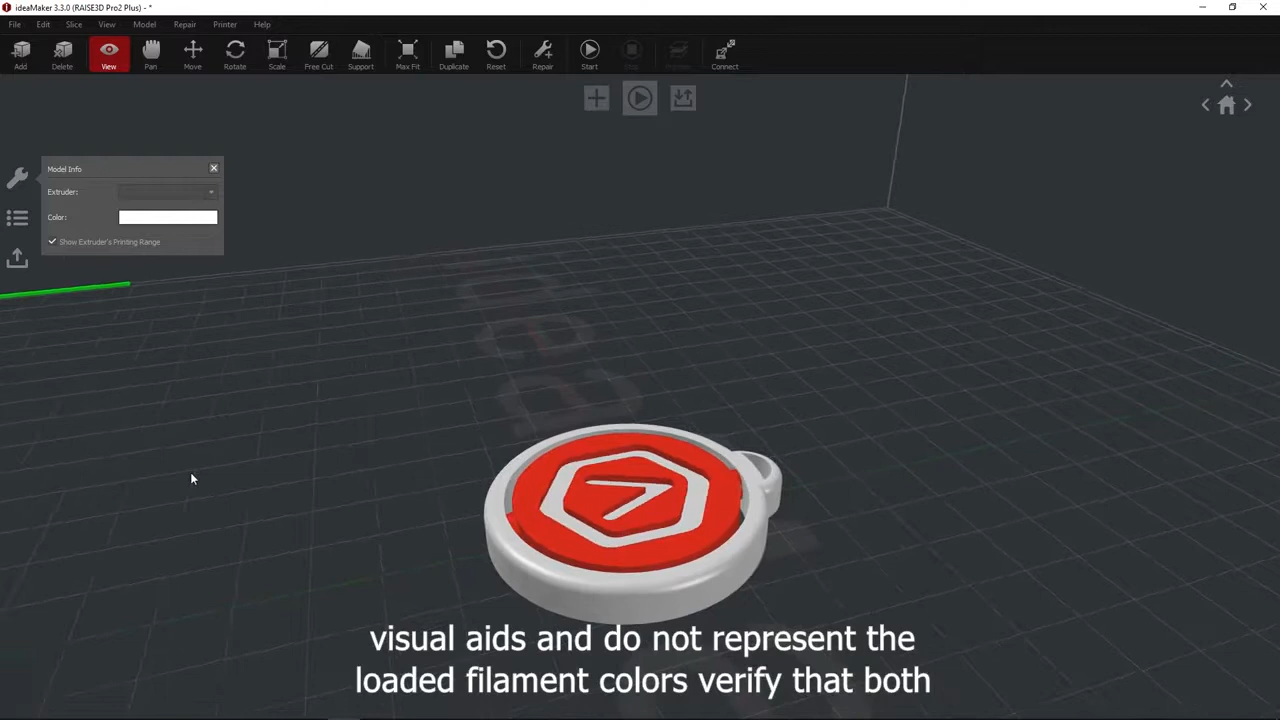 ideaMaker 3.3.0 (RAISE3D Pro2 Plus) - *
File Edit Slice View Model Repair Printer Help
Add Delete View Pan Move Rotate Scale Free Cut Support Max Fit Duplicate Reset Repair Start Connect
Model Info
Extruder:
Color:
Show Extruder's Printing Range
visual aids and do not represent the
loaded filament colors verify that both